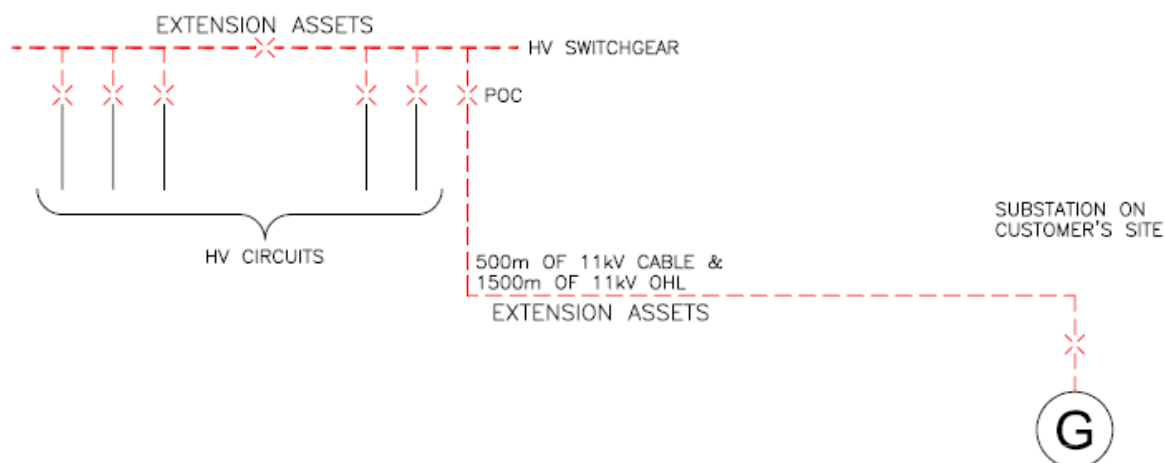 EXTENSION ASSETS
HV SWITCHGEAR
POC
HV CIRCUITS
SUBSTATION ON
CUSTOMER'S SITE
500m OF 11kV CABLE &
1500m OF 11kV OHL
EXTENSION ASSETS
G